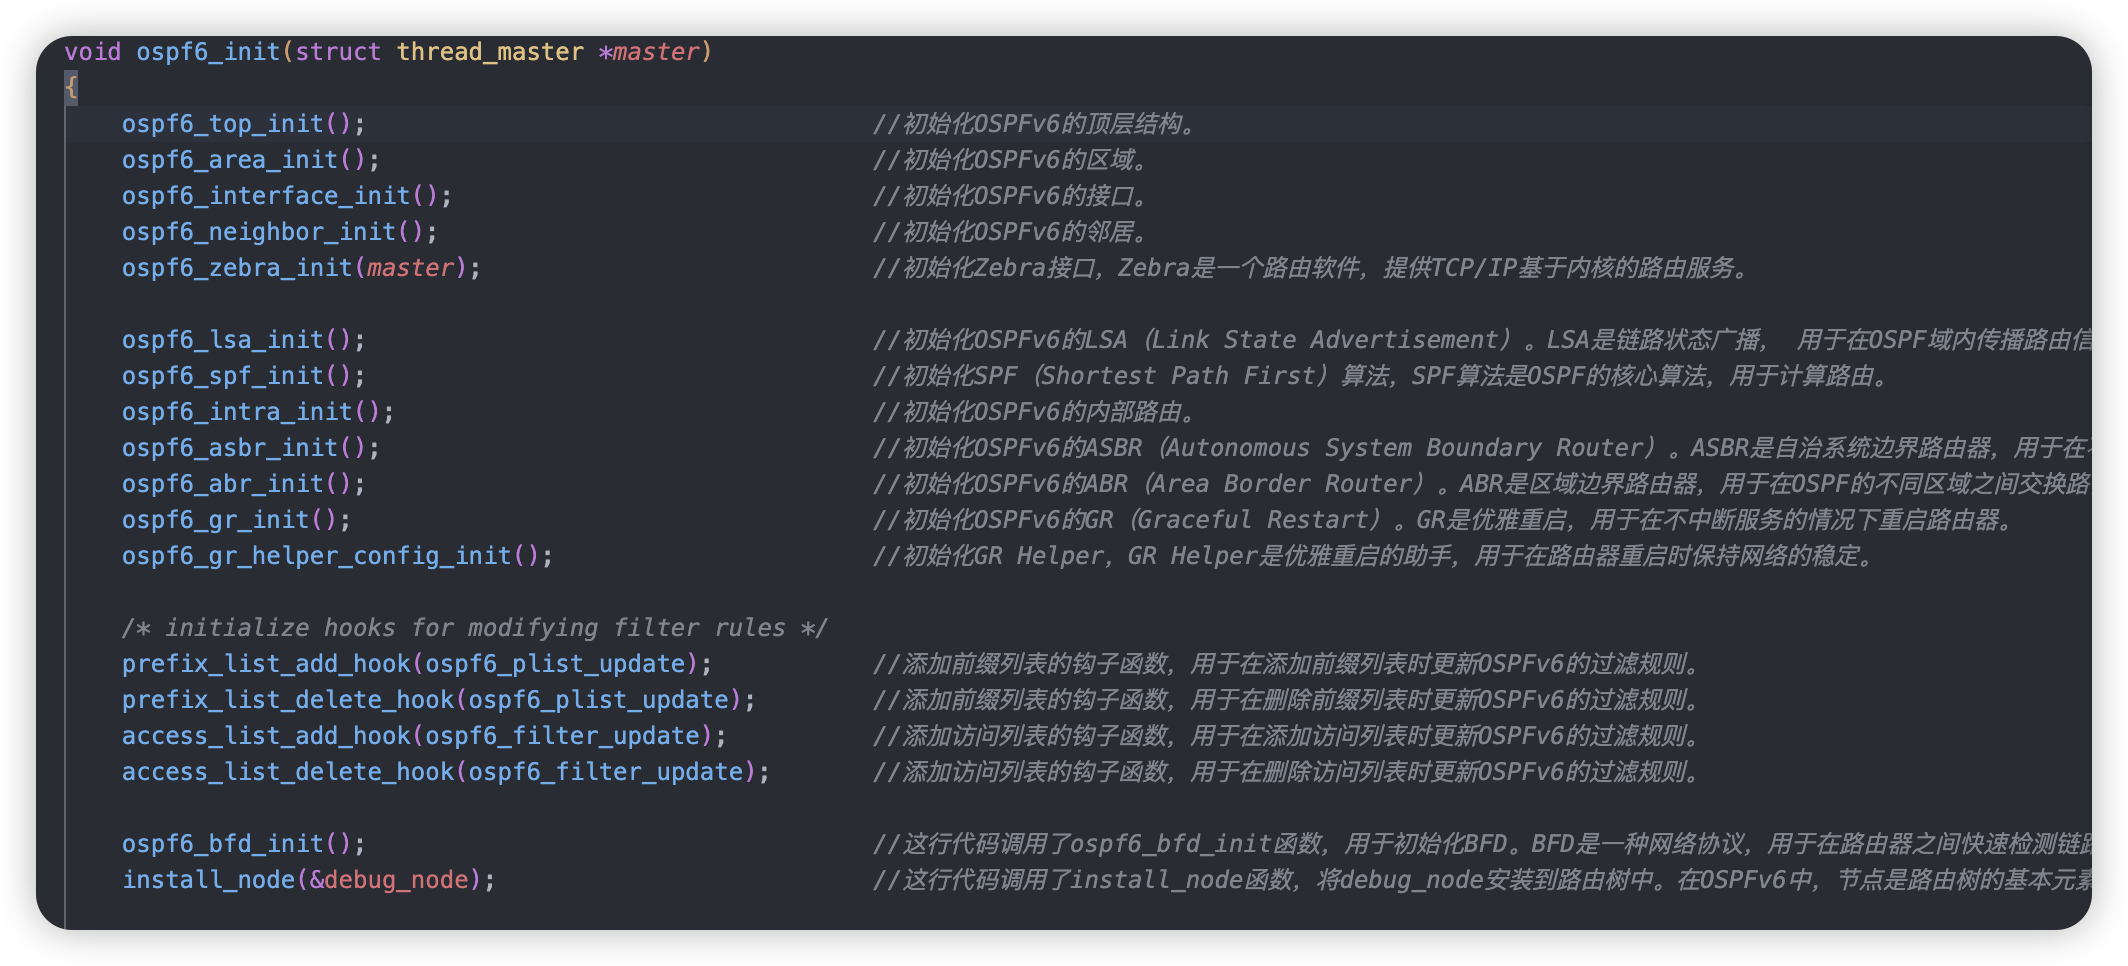 void ospf6_init(struct thread_master *master)
{
ospf6_top_init(); //初始化OSPFv6的顶层结构。
ospf6_area_init(); //初始化OSPFv6的区域。
ospf6_interface_init(); //初始化OSPFv6的接口。
ospf6_neighbor_init(); //初始化OSPFv6的邻居。
ospf6_zebra_init(master); //初始化Zebra接口，Zebra是一个路由软件，提供TCP/IP基于内核的路由服务。
ospf6_lsa_init(); //初始化OSPFv6的LSA（Link State Advertisement）。LSA是链路状态广播， 用于在OSPF域内传播路由信
ospf6_spf_init(); //初始化SPF（Shortest Path First）算法，SPF算法是OSPF的核心算法，用于计算路由。
ospf6_intra_init(); //初始化OSPFv6的内部路由。
ospf6_asbr_init(); //初始化OSPFv6的ASBR（Autonomous System Boundary Router）。ASBR是自治系统边界路由器，用于在
ospf6_abr_init(); //初始化OSPFv6的ABR（Area Border Router）。ABR是区域边界路由器，用于在OSPF的不同区域之间交换路
ospf6_gr_init(); //初始化OSPFv6的GR（Graceful Restart）。GR是优雅重启，用于在不中断服务的情况下重启路由器。
ospf6_gr_helper_config_init(); //初始化GR Helper，GR Helper是优雅重启的助手，用于在路由器重启时保持网络的稳定。
/* initialize hooks for modifying filter rules */
prefix_list_add_hook(ospf6_plist_update); //添加前缀列表的钩子函数，用于在添加前缀列表时更新OSPFv6的过滤规则。
prefix_list_delete_hook(ospf6_plist_update); //添加前缀列表的钩子函数，用于在删除前缀列表时更新OSPFv6的过滤规则。
access_list_add_hook(ospf6_filter_update); //添加访问列表的钩子函数，用于在添加访问列表时更新OSPFv6的过滤规则。
access_list_delete_hook(ospf6_filter_update); //添加访问列表的钩子函数，用于在删除访问列表时更新OSPFv6的过滤规则。
ospf6_bfd_init(); //这行代码调用了ospf6_bfd_init函数，用于初始化BFD。BFD是一种网络协议，用于在路由器之间快速检测链路
install_node(&debug_node); //这行代码调用了install_node函数，将debug_node安装到路由树中。在OSPFv6中，节点是路由树的基本元素